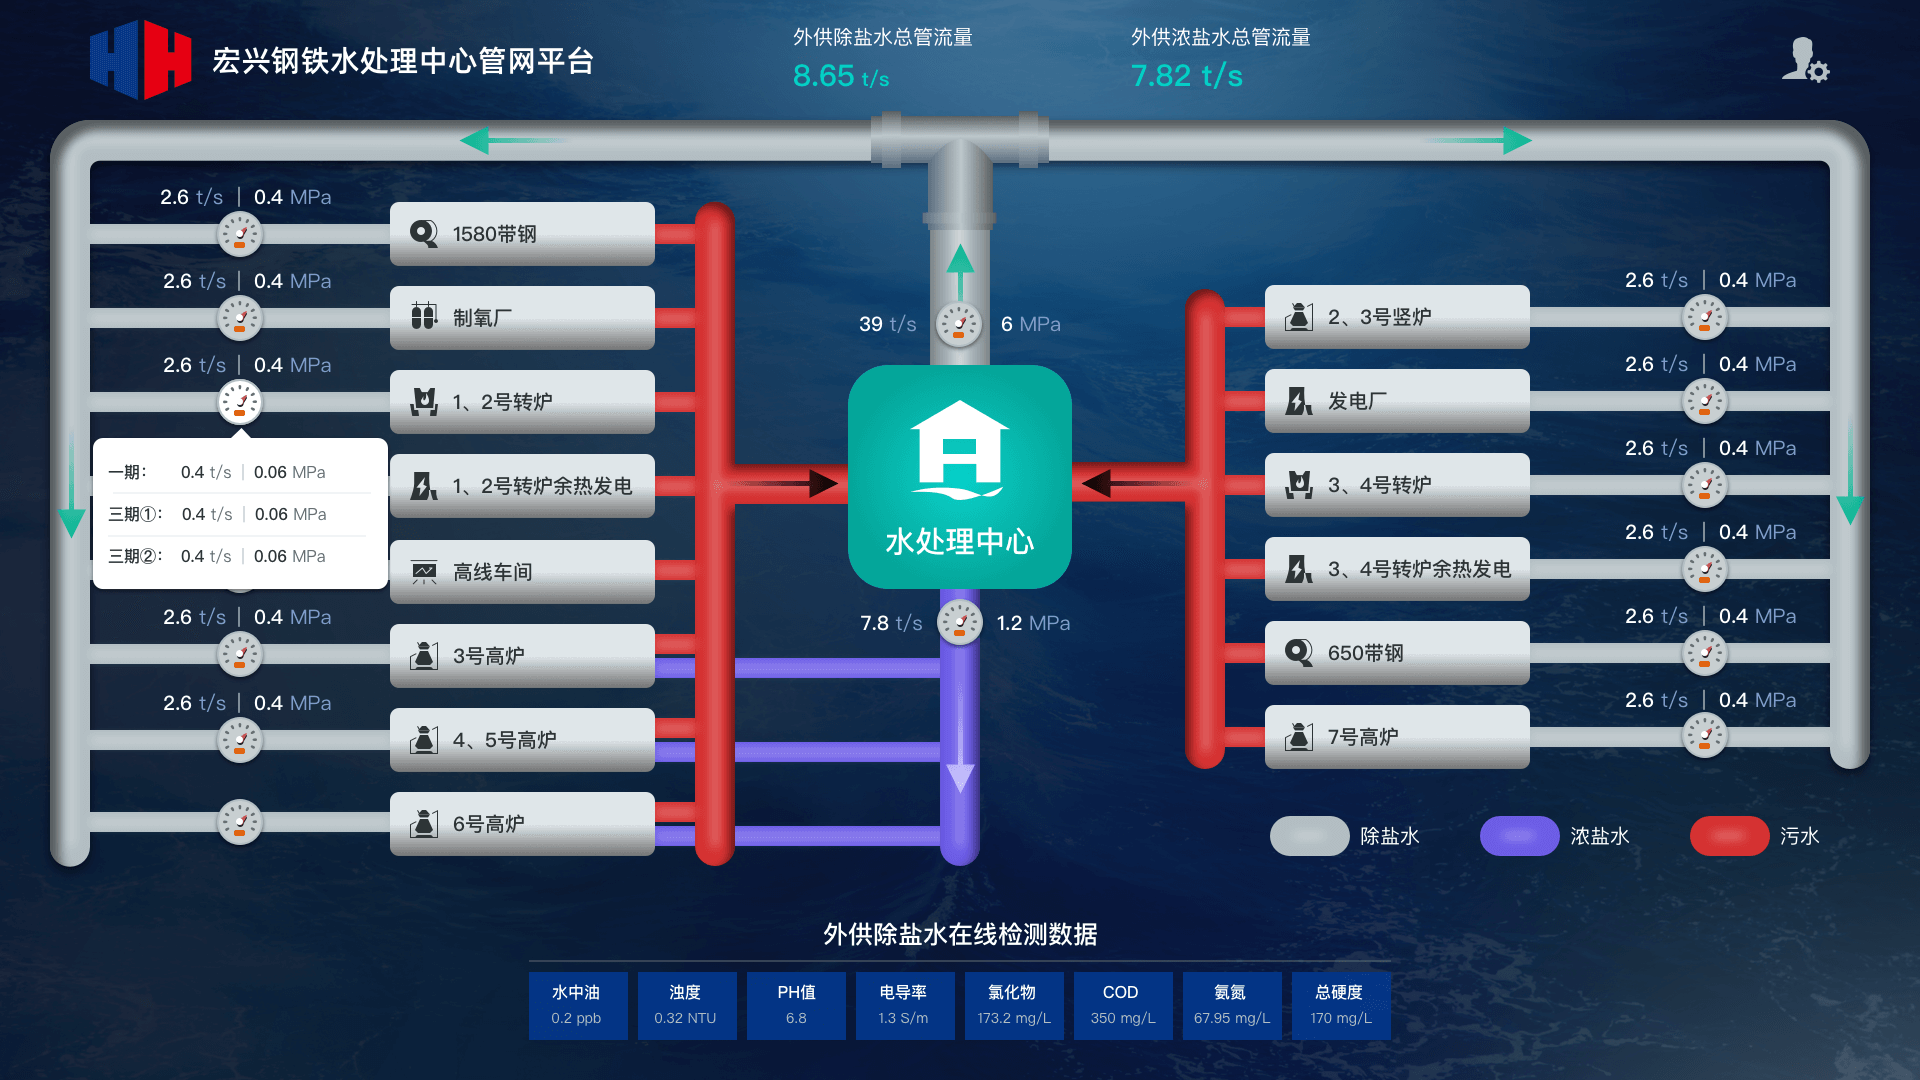 宏兴钢铁水处理中心管网平台
外供除盐水总管流量
8.65 t/s
外供浓盐水总管流量
7.82 t/s
2.6 t/s | 0.4 MPa
1580带钢
2.6 t/s | 0.4 MPa
制氧厂
2.6 t/s | 0.4 MPa
1、2号转炉
一期: 0.4 t/s | 0.06 MPa
三期①: 0.4 t/s | 0.06 MPa
三期②: 0.4 t/s | 0.06 MPa
1、2号转炉余热发电
高线车间
2.6 t/s | 0.4 MPa
3号高炉
2.6 t/s | 0.4 MPa
4、5号高炉
6号高炉
39 t/s 6 MPa
水处理中心
7.8 t/s 1.2 MPa
2.6 t/s | 0.4 MPa
2、3号竖炉
2.6 t/s | 0.4 MPa
发电厂
2.6 t/s | 0.4 MPa
3、4号转炉
2.6 t/s | 0.4 MPa
3、4号转炉余热发电
2.6 t/s | 0.4 MPa
650带钢
2.6 t/s | 0.4 MPa
7号高炉
除盐水 浓盐水 污水
外供除盐水在线检测数据
水中油 浊度 PH值 电导率 氯化物 COD 氨氮 总硬度
0.2 ppb 0.32 NTU 6.8 1.3 S/m 173.2 mg/L 350 mg/L 67.95 mg/L 170 mg/L